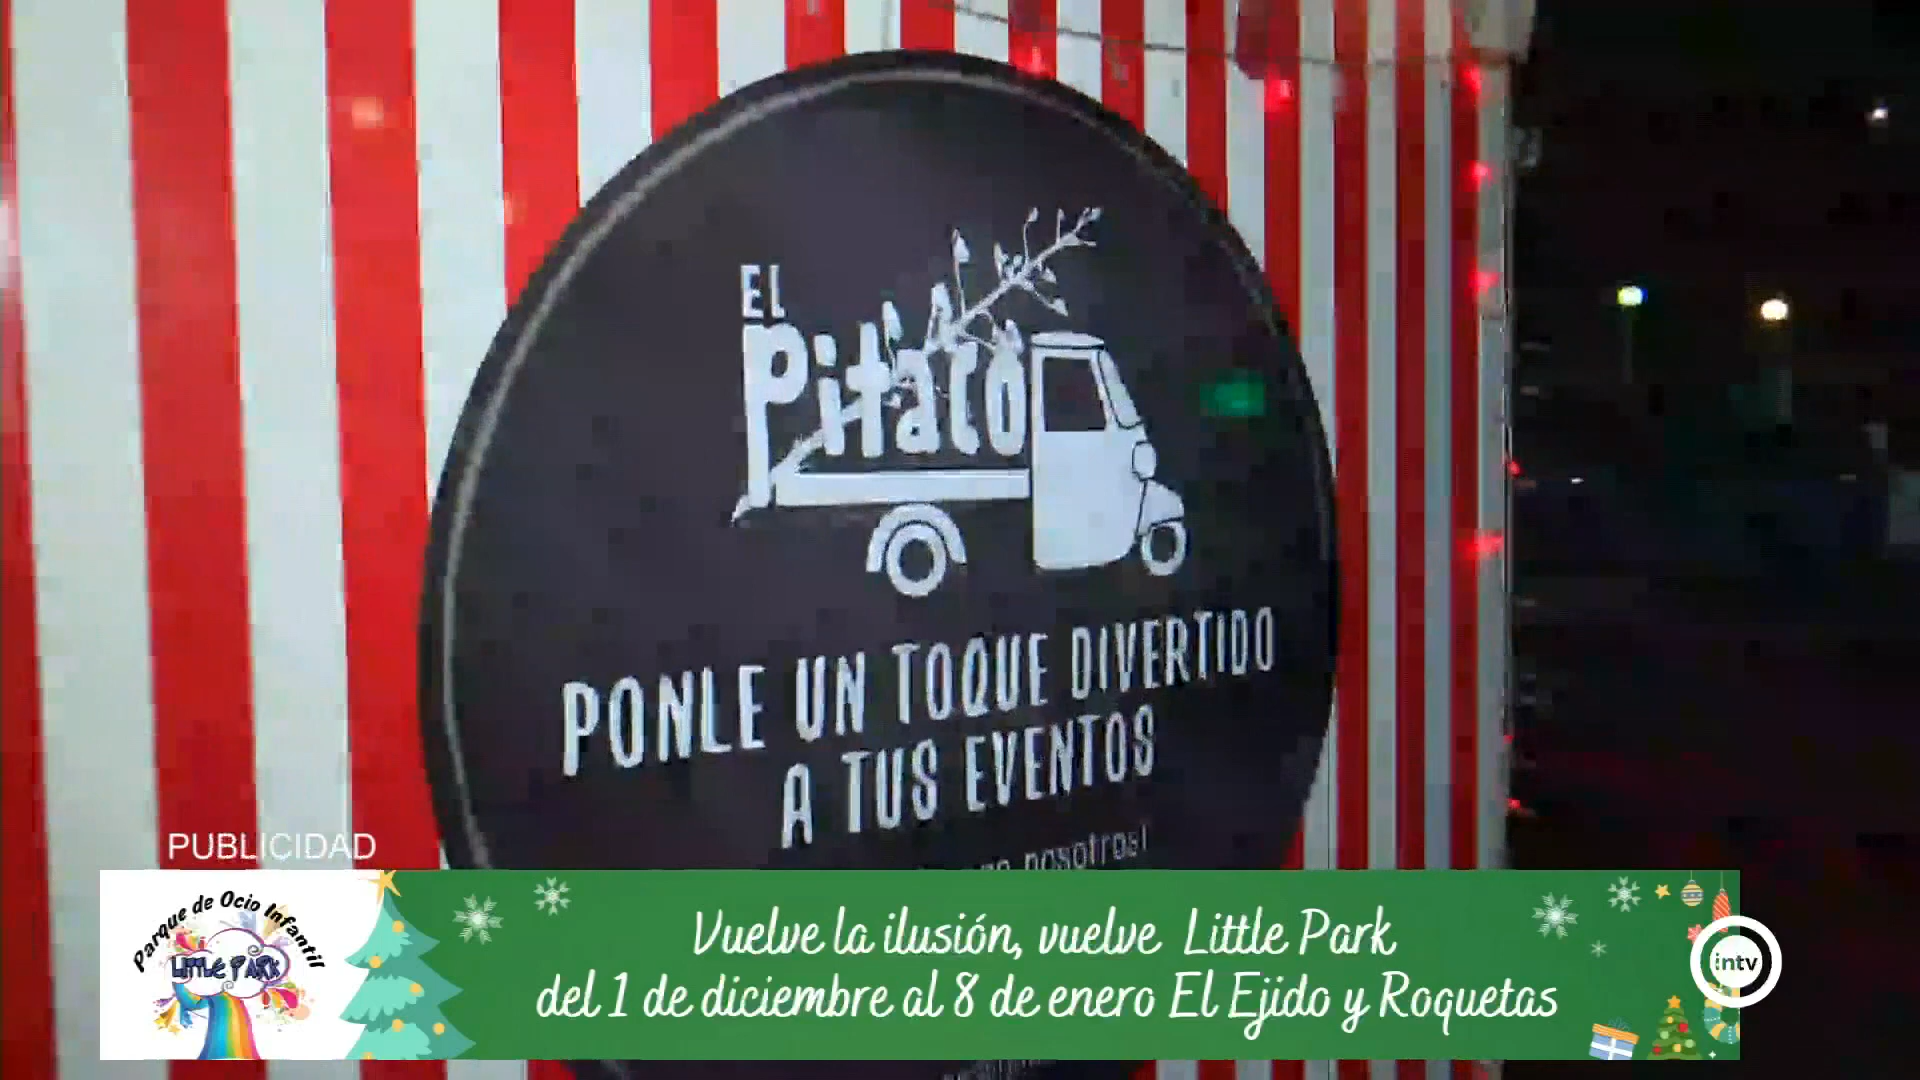 EL
Pitaco
PONLE UN TOQUE DIVERTIDO
A TUS EVENTOS
nosotros!
PUBLICIDAD
Parque de Ocio Infantil
LITTLE PARK
Vuelve la ilusión, vuelve Little Park
del 1 de diciembre al 8 de enero El Ejido y Roquetas
intv